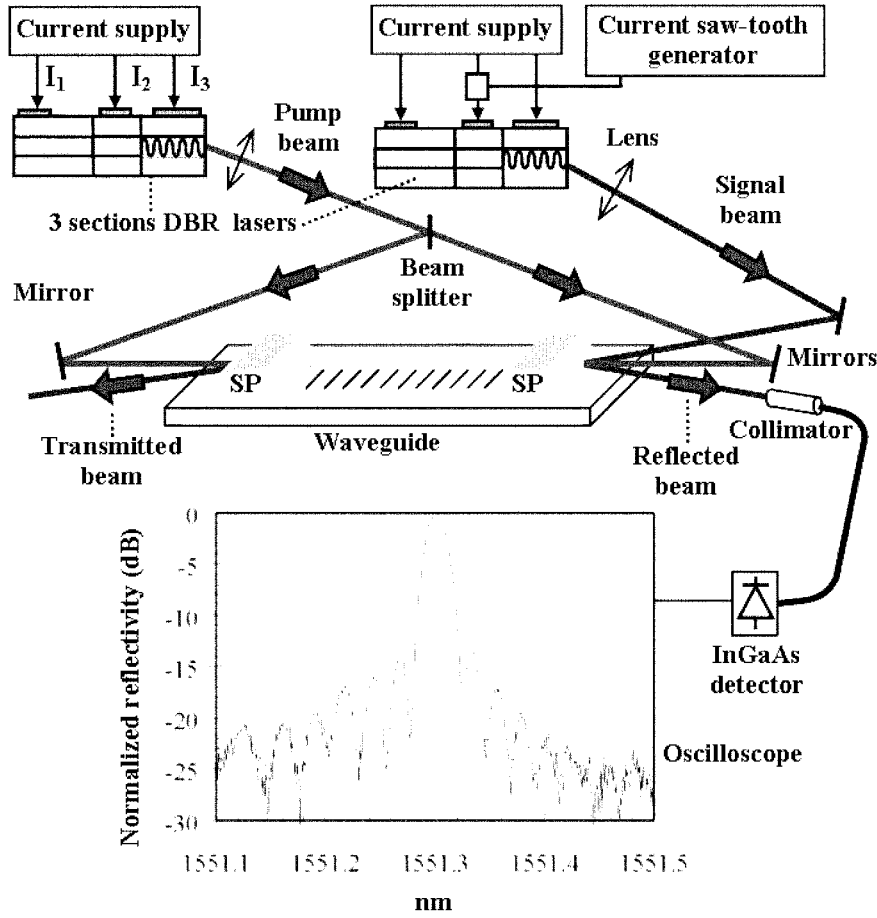 Current supply
Current supply
Current saw-tooth
generator
I1
I2
I3
Pump
beam
Lens
Signal
beam
3 sections DBR lasers
Beam
splitter
Mirror
Mirrors
SP
SP
Collimator
Waveguide
Transmitted
beam
Reflected
beam
Normalized reflectivity (dB)
0
-5
-10
-15
-20
-25
-30
InGaAs
detector
Oscilloscope
1551.1
1551.2
1551.3
1551.4
1551.5
nm